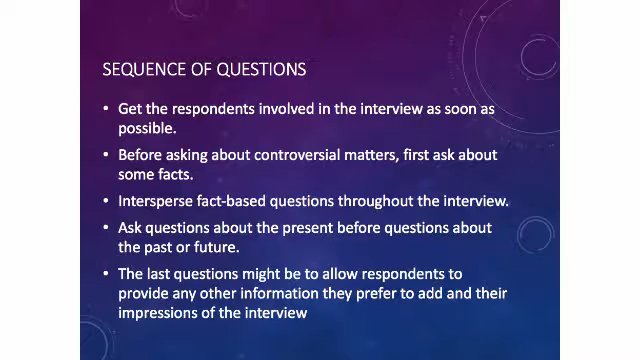 SEQUENCE OF QUESTIONS
• Get the respondents involved in the interview as soon as
possible.
• Before asking about controversial matters, first ask about
some facts.
• Intersperse fact-based questions throughout the interview.
• Ask questions about the present before questions about
the past or future.
• The last questions might be to allow respondents to
provide any other information they prefer to add and their
impressions of the interview